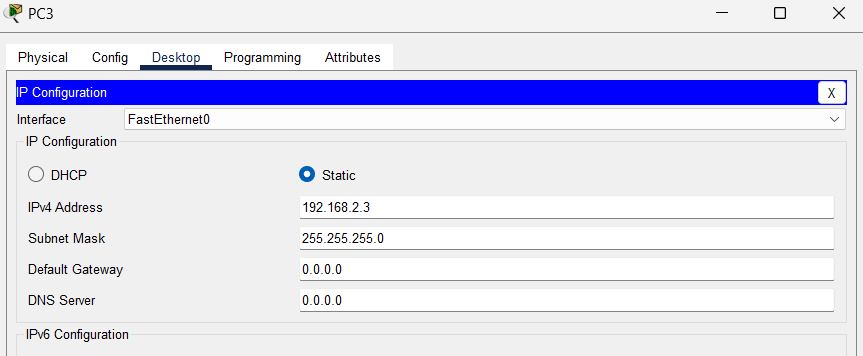 PC3
Physical Config Desktop Programming Attributes
IP Configuration X
Interface FastEthernet0
IP Configuration
DHCP Static
IPv4 Address 192.168.2.3
Subnet Mask 255.255.255.0
Default Gateway 0.0.0.0
DNS Server 0.0.0.0
IPv6 Configuration